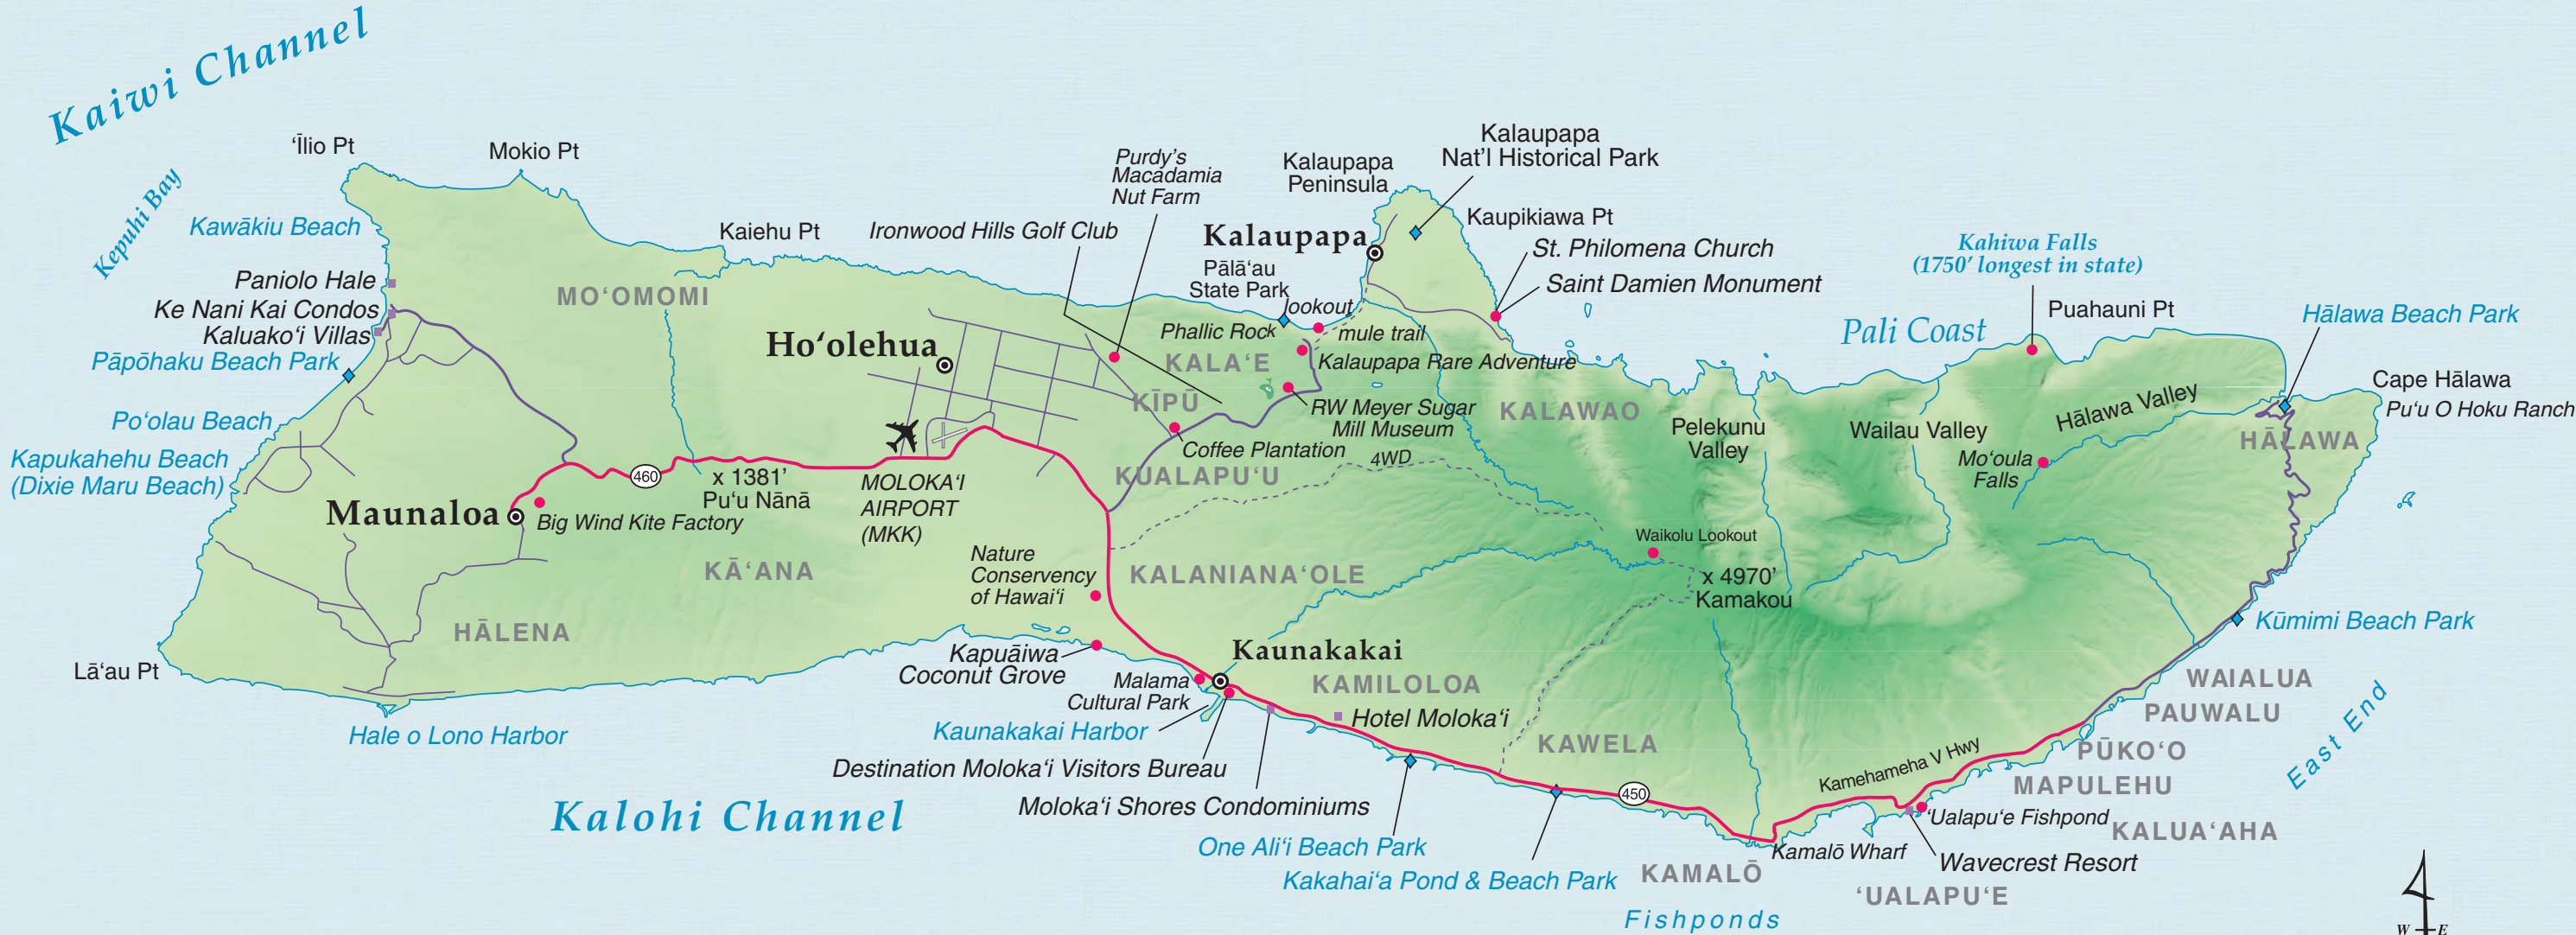 Kaiwi Channel
ʻĪlio Pt
Mokio Pt
Kepuhi Bay
Kawākiu Beach
Paniolo Hale
Ke Nani Kai Condos
Kaluakoʻi Villas
Pāpōhaku Beach Park
Poʻolau Beach
Kapukahehu Beach
(Dixie Maru Beach)
Maunaloa
Big Wind Kite Factory
460
x 1381’
Puʻu Nānā
MOʻOMOMI
KĀʻANA
HĀLENA
Lāʻau Pt
Hale o Lono Harbor
Kalohi Channel
Kaiehu Pt
Hoʻolehua
MOLOKAʻI
AIRPORT
(MKK)
Ironwood Hills Golf Club
Purdy’s
Macadamia
Nut Farm
Kalaupapa
Peninsula
Kalaupapa
Nat’l Historical Park
Kalaupapa
Kaupikiawa Pt
St. Philomena Church
Saint Damien Monument
Pālāʻau
State Park
lookout
Phallic Rock
mule trail
KALAʻE
Kalaupapa Rare Adventure
KĪPŪ
RW Meyer Sugar
Mill Museum
Coffee Plantation
4WD
KUALAPUʻU
KALAWAO
Nature
Conservency
of Hawaiʻi
KALANIANAʻOLE
Kapuāiwa
Coconut Grove
Malama
Cultural Park
Kaunakakai
KAMILOLOA
Kaunakakai Harbor
Hotel Molokaʻi
Destination Molokaʻi Visitors Bureau
Molokaʻi Shores Condominiums
One Aliʻi Beach Park
Kakahaiʻa Pond & Beach Park
KAWELA
450
Waikolu Lookout
x 4970’
Kamakou
Pelekunu
Valley
Wailau Valley
Pali Coast
Kahiwa Falls
(1750’ longest in state)
Puahauni Pt
Hālawa Beach Park
Cape Hālawa
Puʻu O Hoku Ranch
Hālawa Valley
HĀLAWA
Moʻoula
Falls
Kūmimi Beach Park
WAIALUA
PAUWALU
East End
PŪKOʻO
MAPULEHU
Kamehameha V Hwy
ʻUalapuʻe Fishpond
KALUAʻAHA
Kamalō Wharf
Wavecrest Resort
KAMALŌ
ʻUALAPUʻE
Fishponds
W E